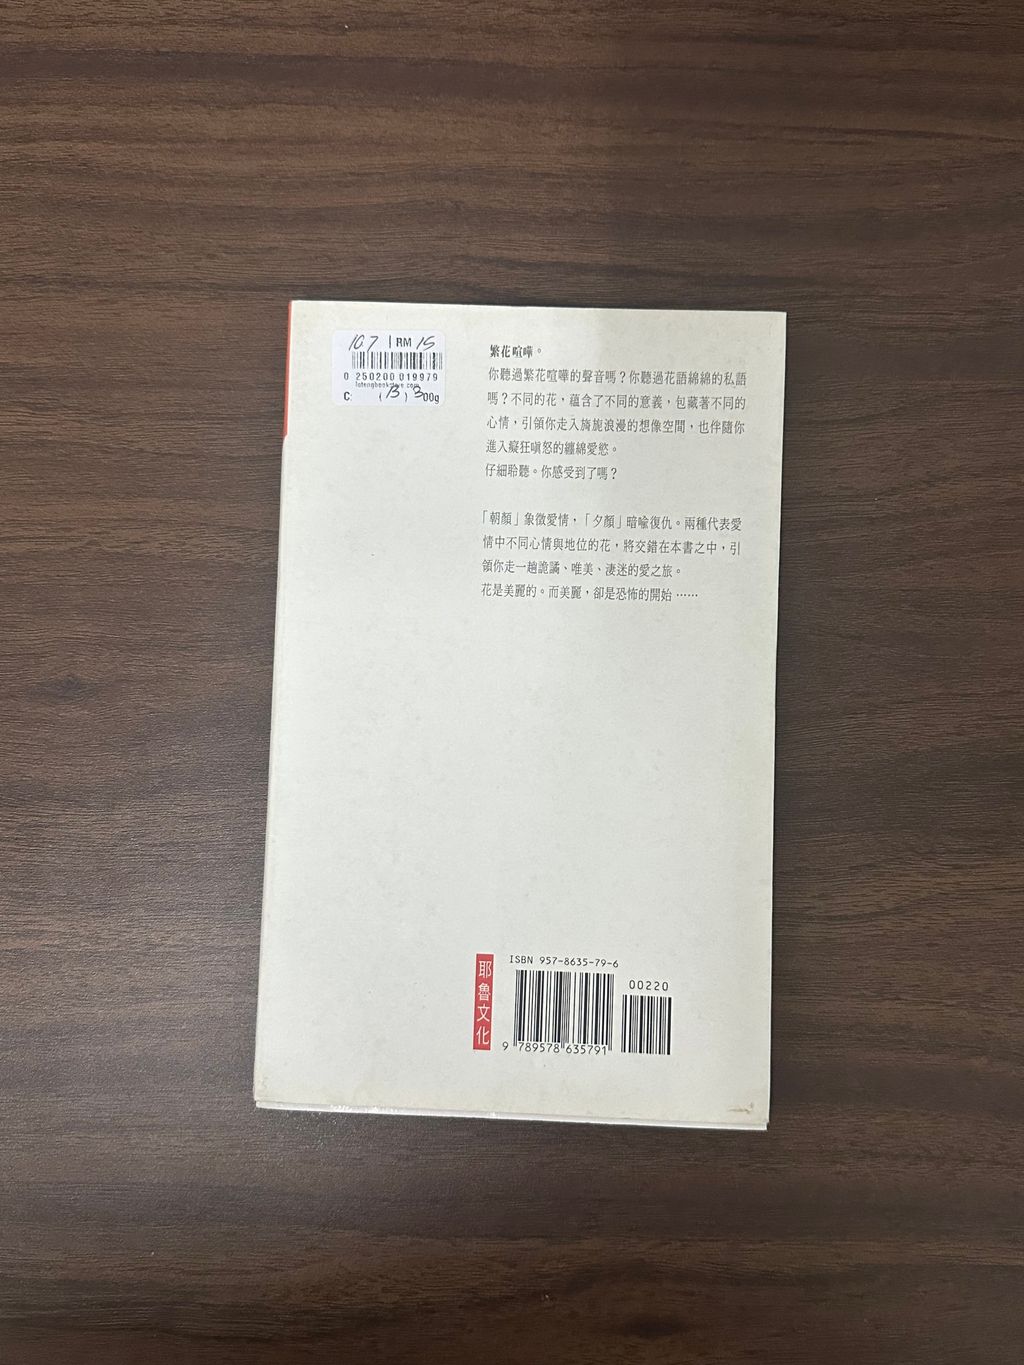 107 RM 15
0 250200 019979
C: (B) 3 00g
繁花喧嘩。
你聽過繁花喧嘩的聲音嗎？你聽過花語綿綿的私語
嗎？不同的花，蘊含了不同的意義，包藏著不同的
心情，引領你走入旖旎浪漫的想像空間，也伴隨你
進入癡狂嗔怒的纏綿愛慾。
仔細聆聽。你感受到了嗎？
「朝顏」象徵愛情，「夕顏」暗喻復仇。兩種代表愛
情中不同心情與地位的花，將交錯在本書之中，引
領你走一趟詭譎、唯美、淒迷的愛之旅。
花是美麗的。而美麗，卻是恐怖的開始……
耶魯文化
ISBN 957-8635-79-6
00220
9 789578 635791